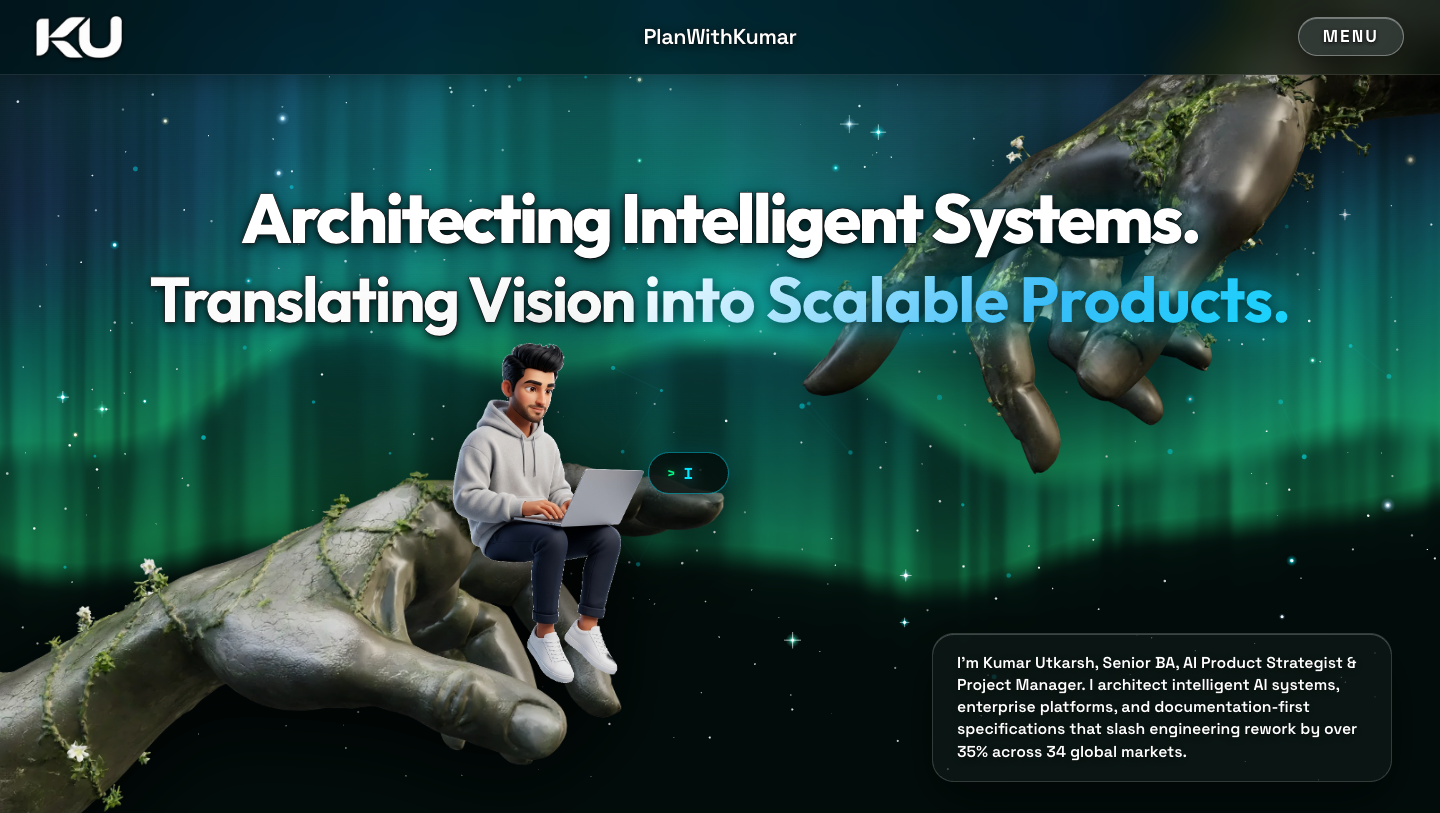 KU
PlanWithKumar
MENU
Architecting Intelligent Systems.
Translating Vision into Scalable Products.
> I
I'm Kumar Utkarsh, Senior BA, AI Product Strategist &
Project Manager. I architect intelligent AI systems,
enterprise platforms, and documentation-first
specifications that slash engineering rework by over
35% across 34 global markets.